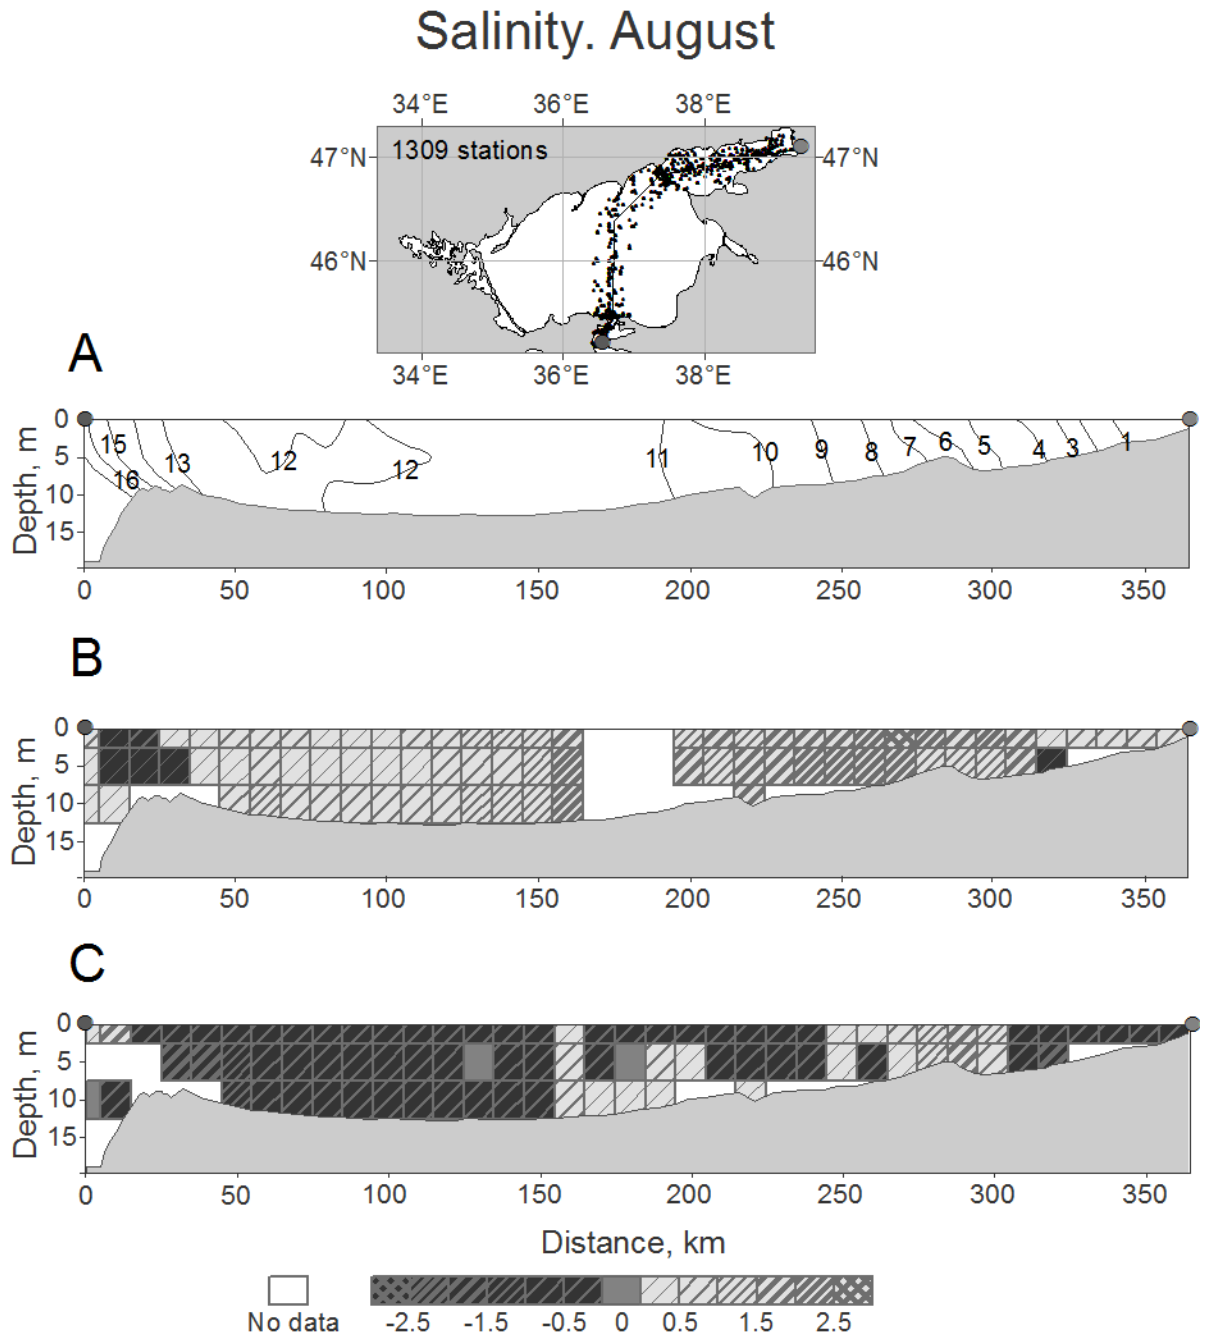 Salinity. August
34°E 36°E 38°E
1309 stations
47°N 47°N
46°N 46°N
34°E 36°E 38°E
A
0
5
10
15
Depth, m
15 16 13 12 12 11 10 9 8 7 6 5 4 3 1
0 50 100 150 200 250 300 350
B
0
5
10
15
Depth, m
0 50 100 150 200 250 300 350
C
0
5
10
15
Depth, m
0 50 100 150 200 250 300 350
Distance, km
No data -2.5 -1.5 -0.5 0 0.5 1.5 2.5